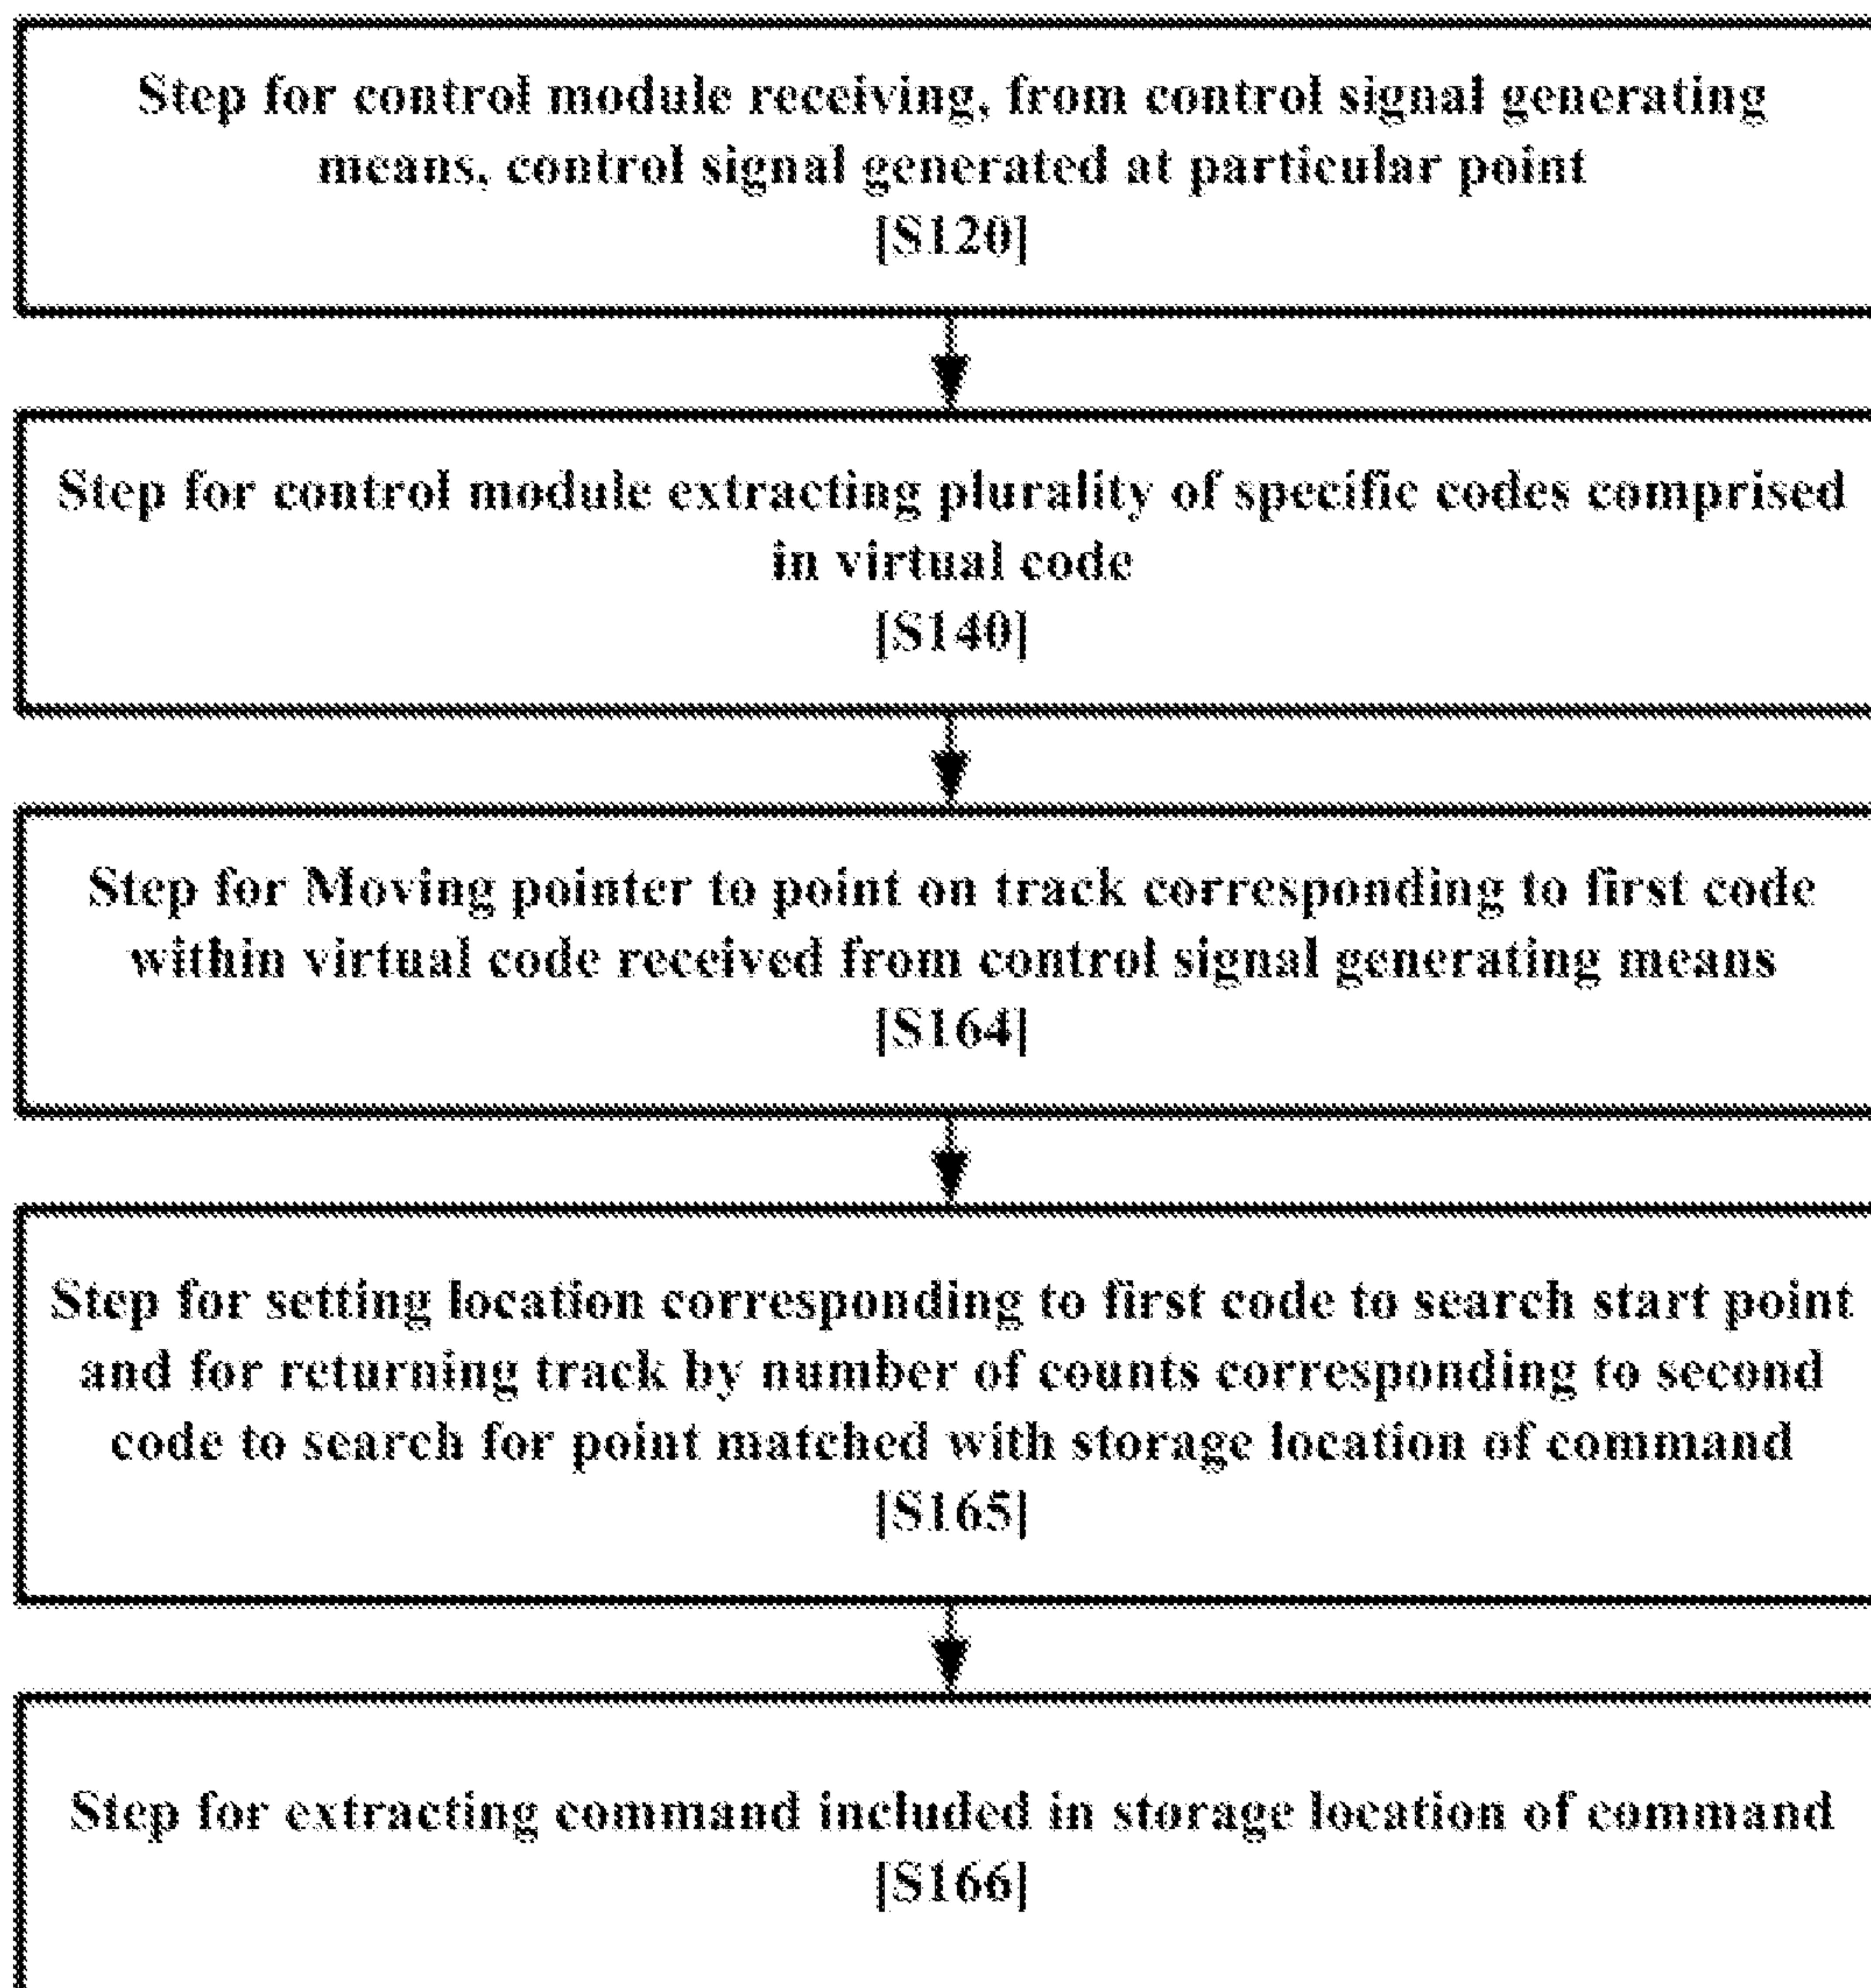 Step for control module receiving, from control signal generating
means, control signal generated at particular point
[S120]
Step for control module extracting plurality of specific codes comprised
in virtual code
[S140]
Step for Moving pointer to point on track corresponding to first code
within virtual code received from control signal generating means
[S164]
Step for setting location corresponding to first code to search start point
and for returning track by number of counts corresponding to second
code to search for point matched with storage location of command
[S165]
Step for extracting command included in storage location of command
[S166]